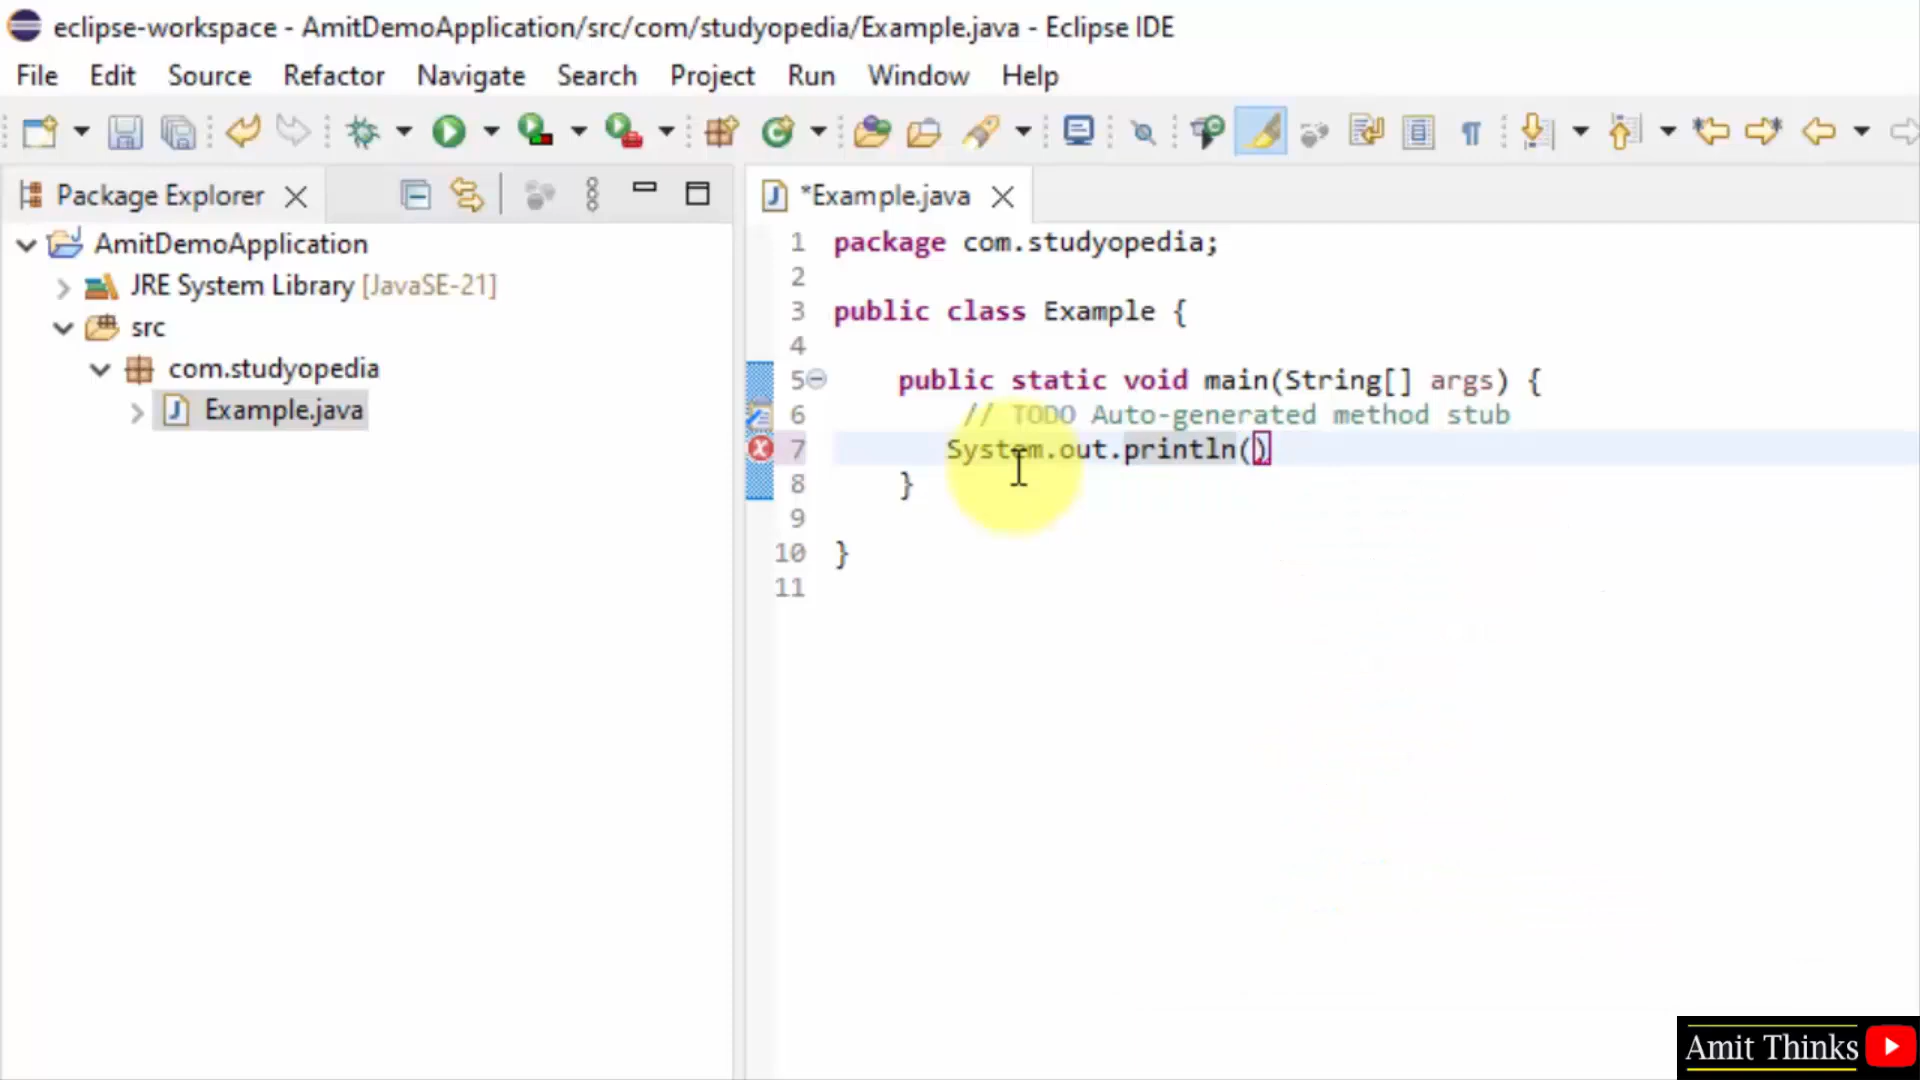 eclipse-workspace - AmitDemoApplication/src/com/studyopedia/Example.java - Eclipse IDE
File Edit Source Refactor Navigate Search Project Run Window Help
Package Explorer
AmitDemoApplication
JRE System Library [JavaSE-21]
src
com.studyopedia
Example.java
*Example.java
1 package com.studyopedia;
2
3 public class Example {
4
5 public static void main(String[] args) {
6 // TODO Auto-generated method stub
7 System.out.println()
8 }
9
10 }
11
Amit Thinks